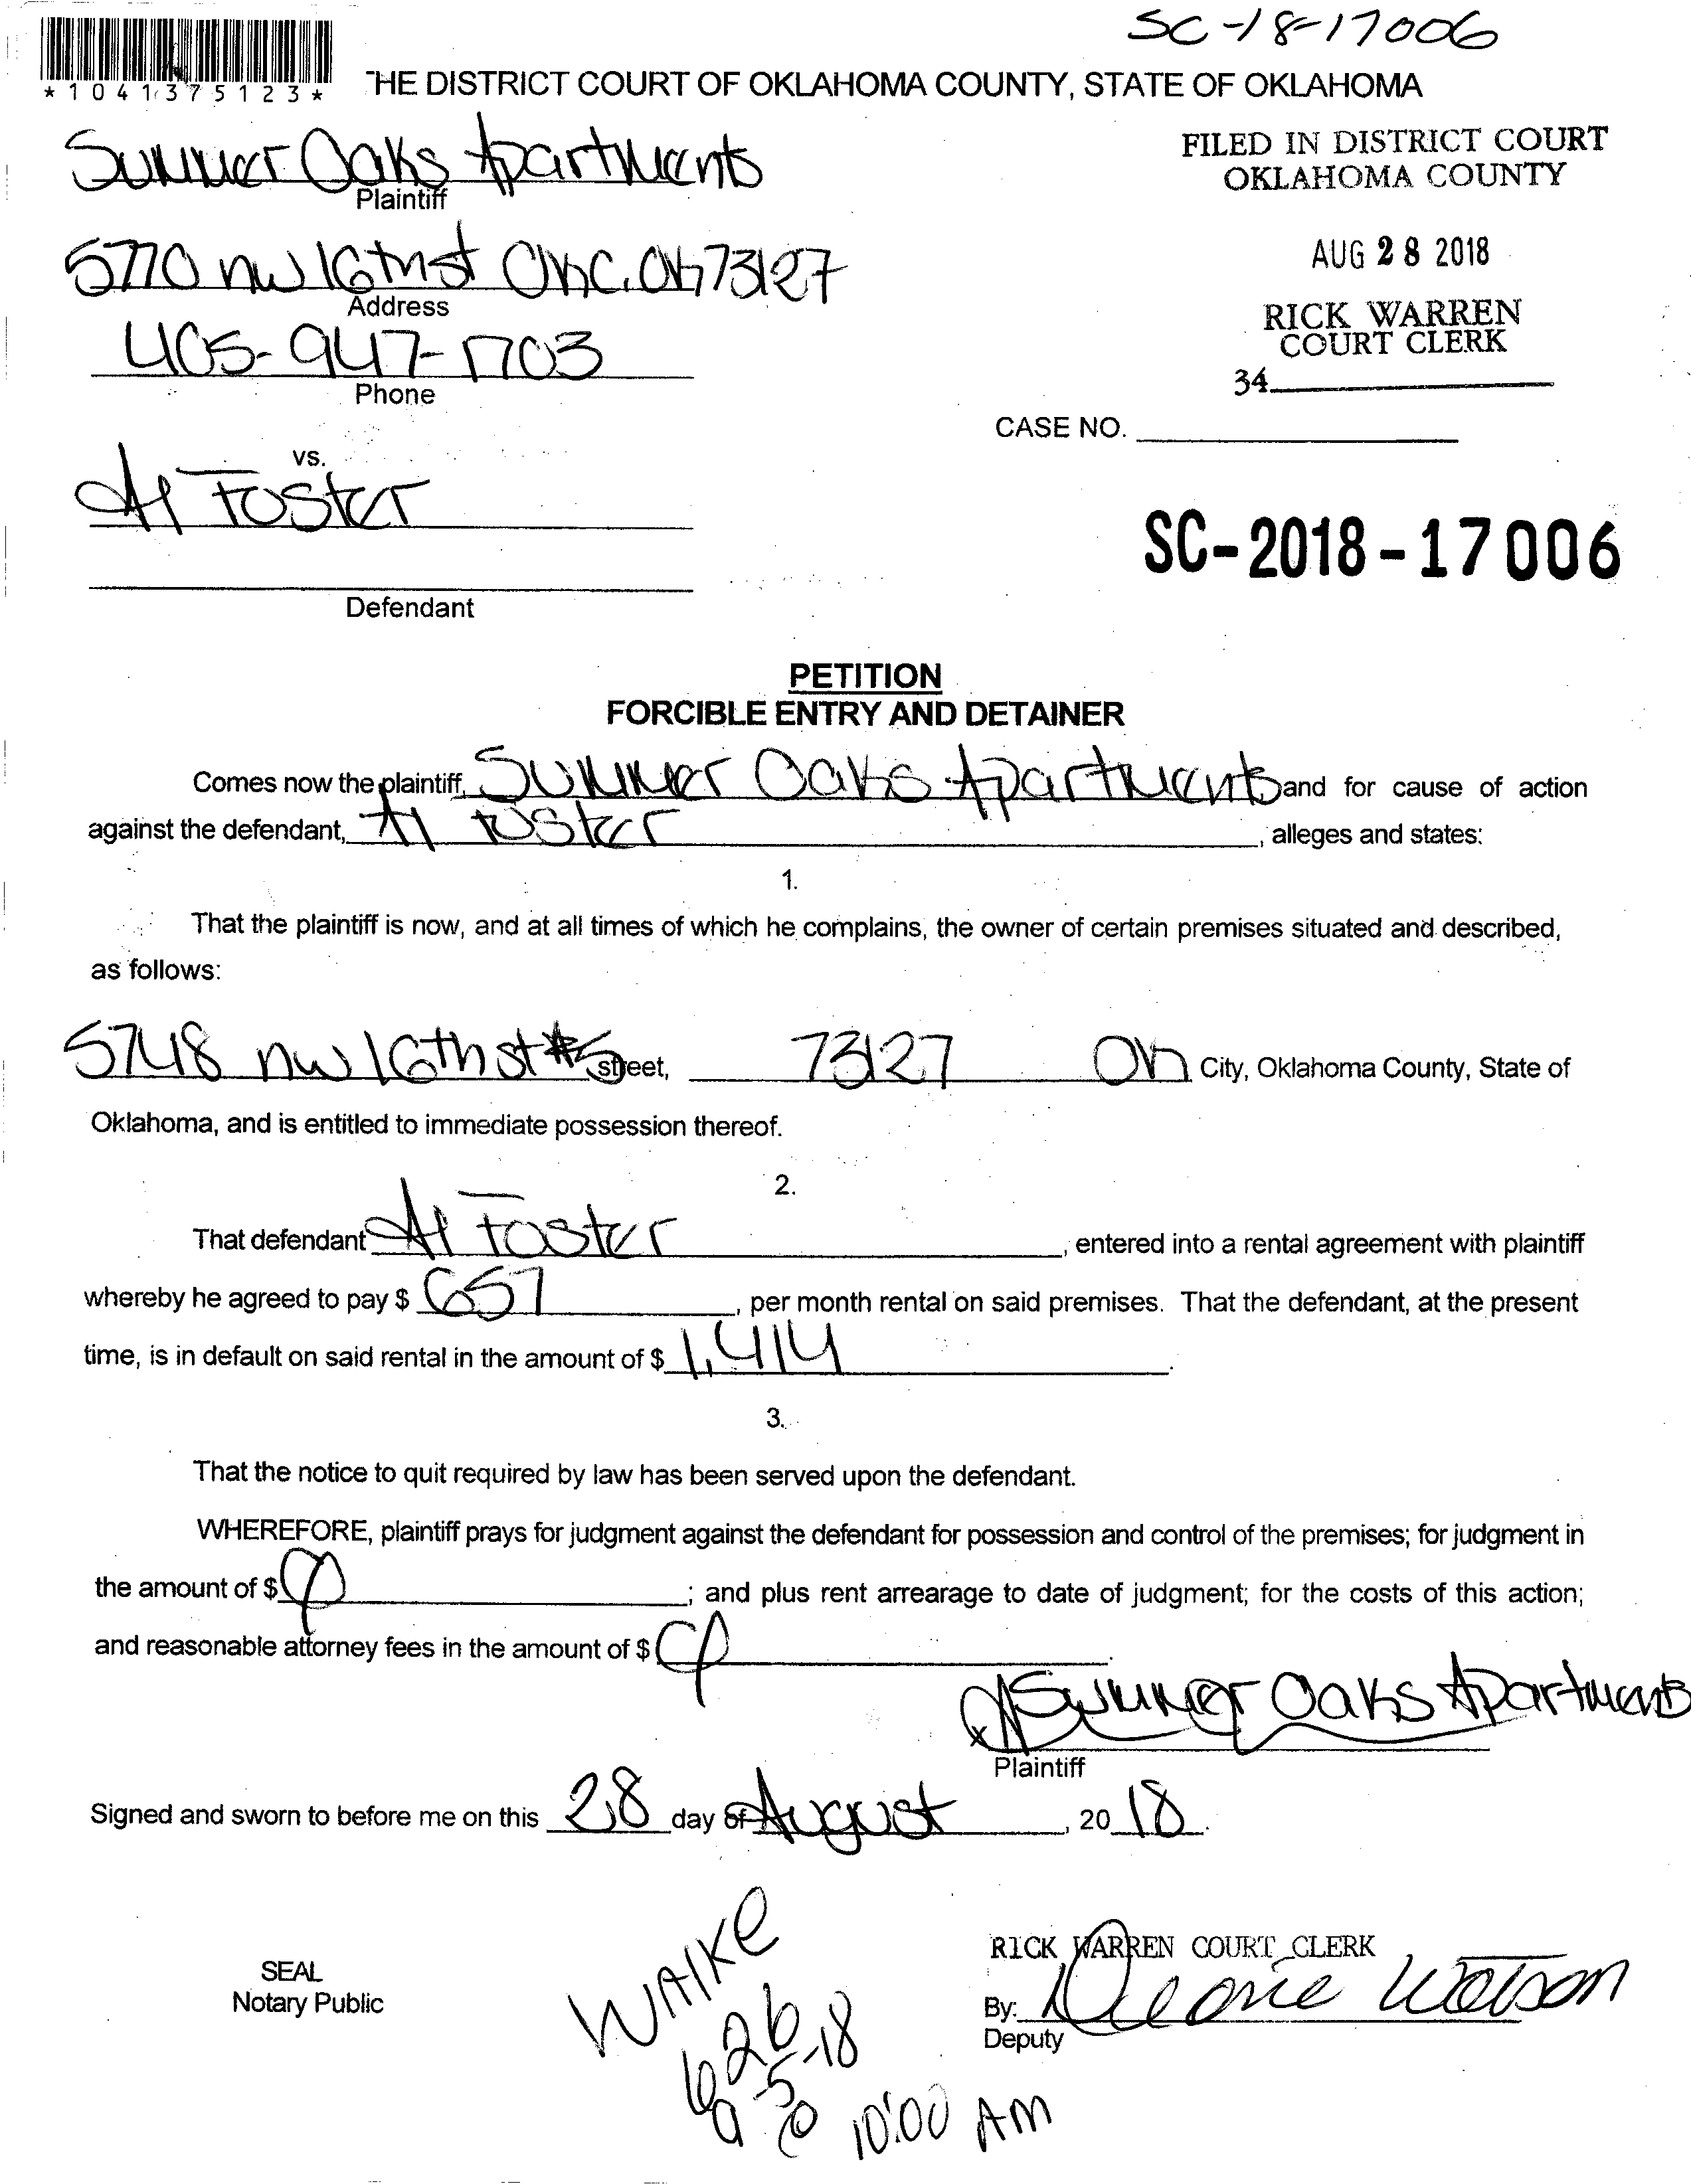 SC-18-17006
*1041375123*
THE DISTRICT COURT OF OKLAHOMA COUNTY, STATE OF OKLAHOMA
Summer Oaks Apartments
Plaintiff
FILED IN DISTRICT COURT
OKLAHOMA COUNTY
5770 nw 16th st OKC. OK 73127
Address
AUG 28 2018
405-947-1703
Phone
RICK WARREN
COURT CLERK
34
CASE NO.
vs.
Al Foster
SC-2018-17006
Defendant
PETITION
FORCIBLE ENTRY AND DETAINER
Comes now the plaintiff, Summer Oaks Apartments and for cause of action
against the defendant, Al Foster, alleges and states:
1.
That the plaintiff is now, and at all times of which he complains, the owner of certain premises situated and described,
as follows:
5748 nw 16th st #5 street, 73127 OK City, Oklahoma County, State of
Oklahoma, and is entitled to immediate possession thereof.
2.
That defendant Al Foster, entered into a rental agreement with plaintiff
whereby he agreed to pay $ 657, per month rental on said premises. That the defendant, at the present
time, is in default on said rental in the amount of $ 1,414.
3.
That the notice to quit required by law has been served upon the defendant.
WHEREFORE, plaintiff prays for judgment against the defendant for possession and control of the premises; for judgment in
the amount of $ ; and plus rent arrearage to date of judgment; for the costs of this action;
and reasonable attorney fees in the amount of $ .
x Summer Oaks Apartments
Plaintiff
Signed and sworn to before me on this 28 day of August, 2018.
WAIKE
626
9-5-18
@ 10:00 AM
SEAL
Notary Public
RICK WARREN COURT CLERK
By: Watson
Deputy